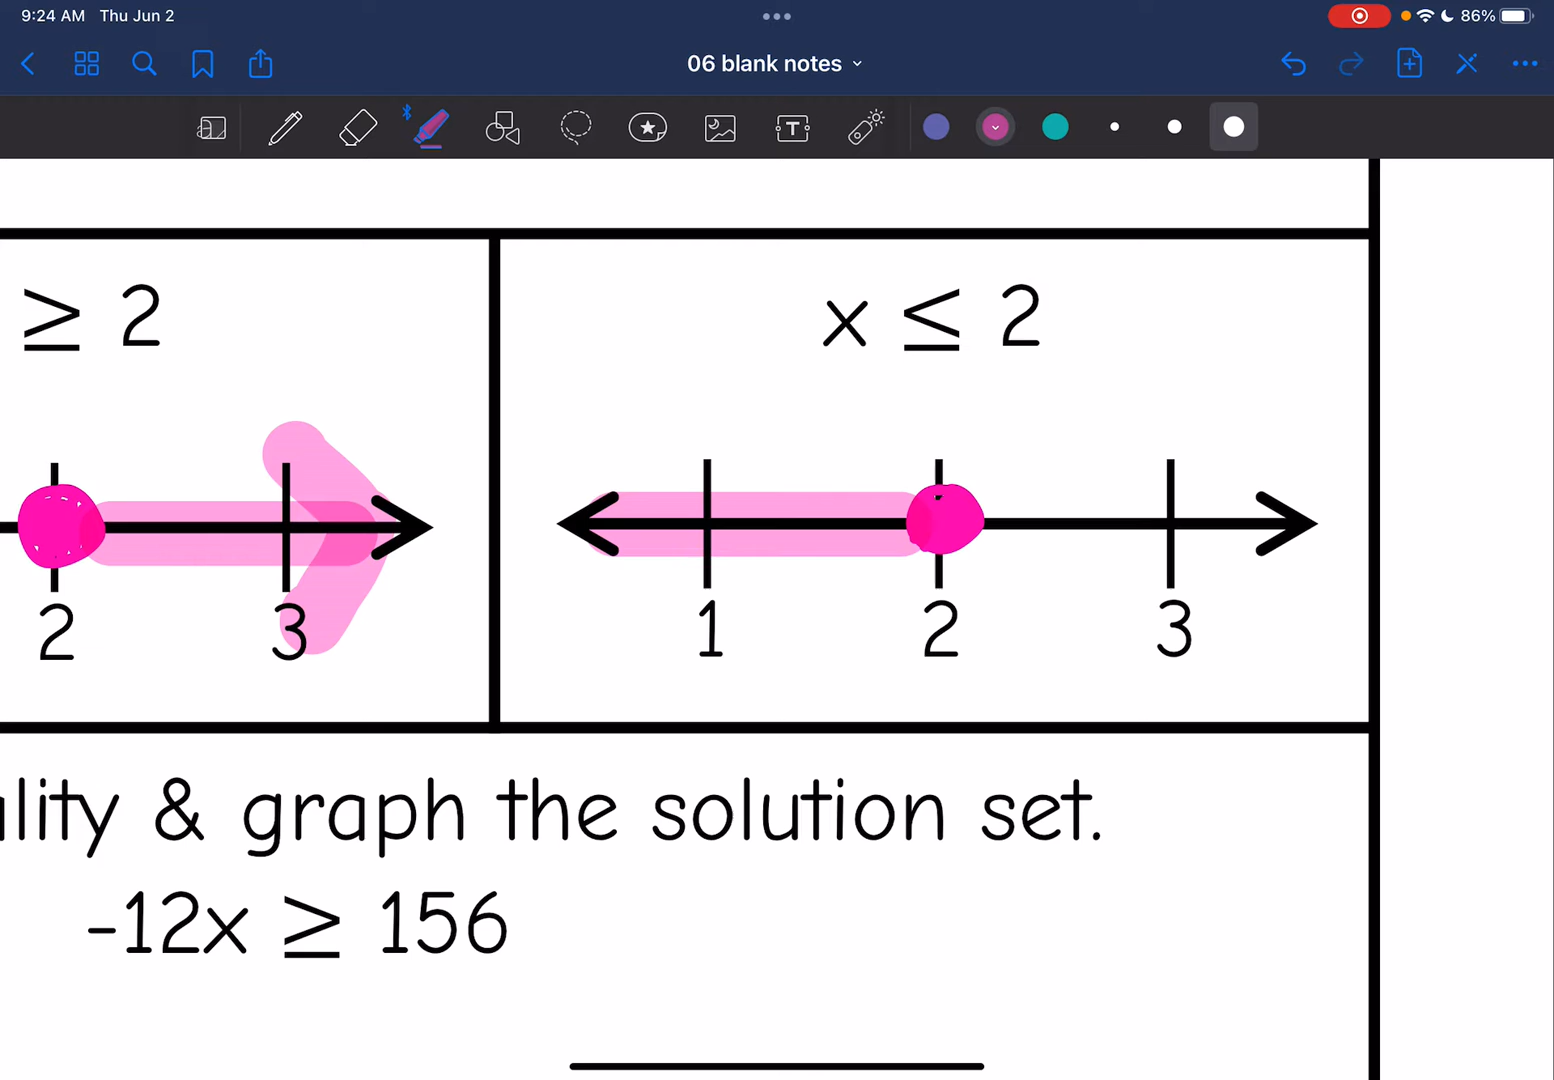 9:24 AM Thu Jun 2
86%
06 blank notes
T
≥ 2
x ≤ 2
2 3
1 2 3
lity & graph the solution set.
-12x ≥ 156